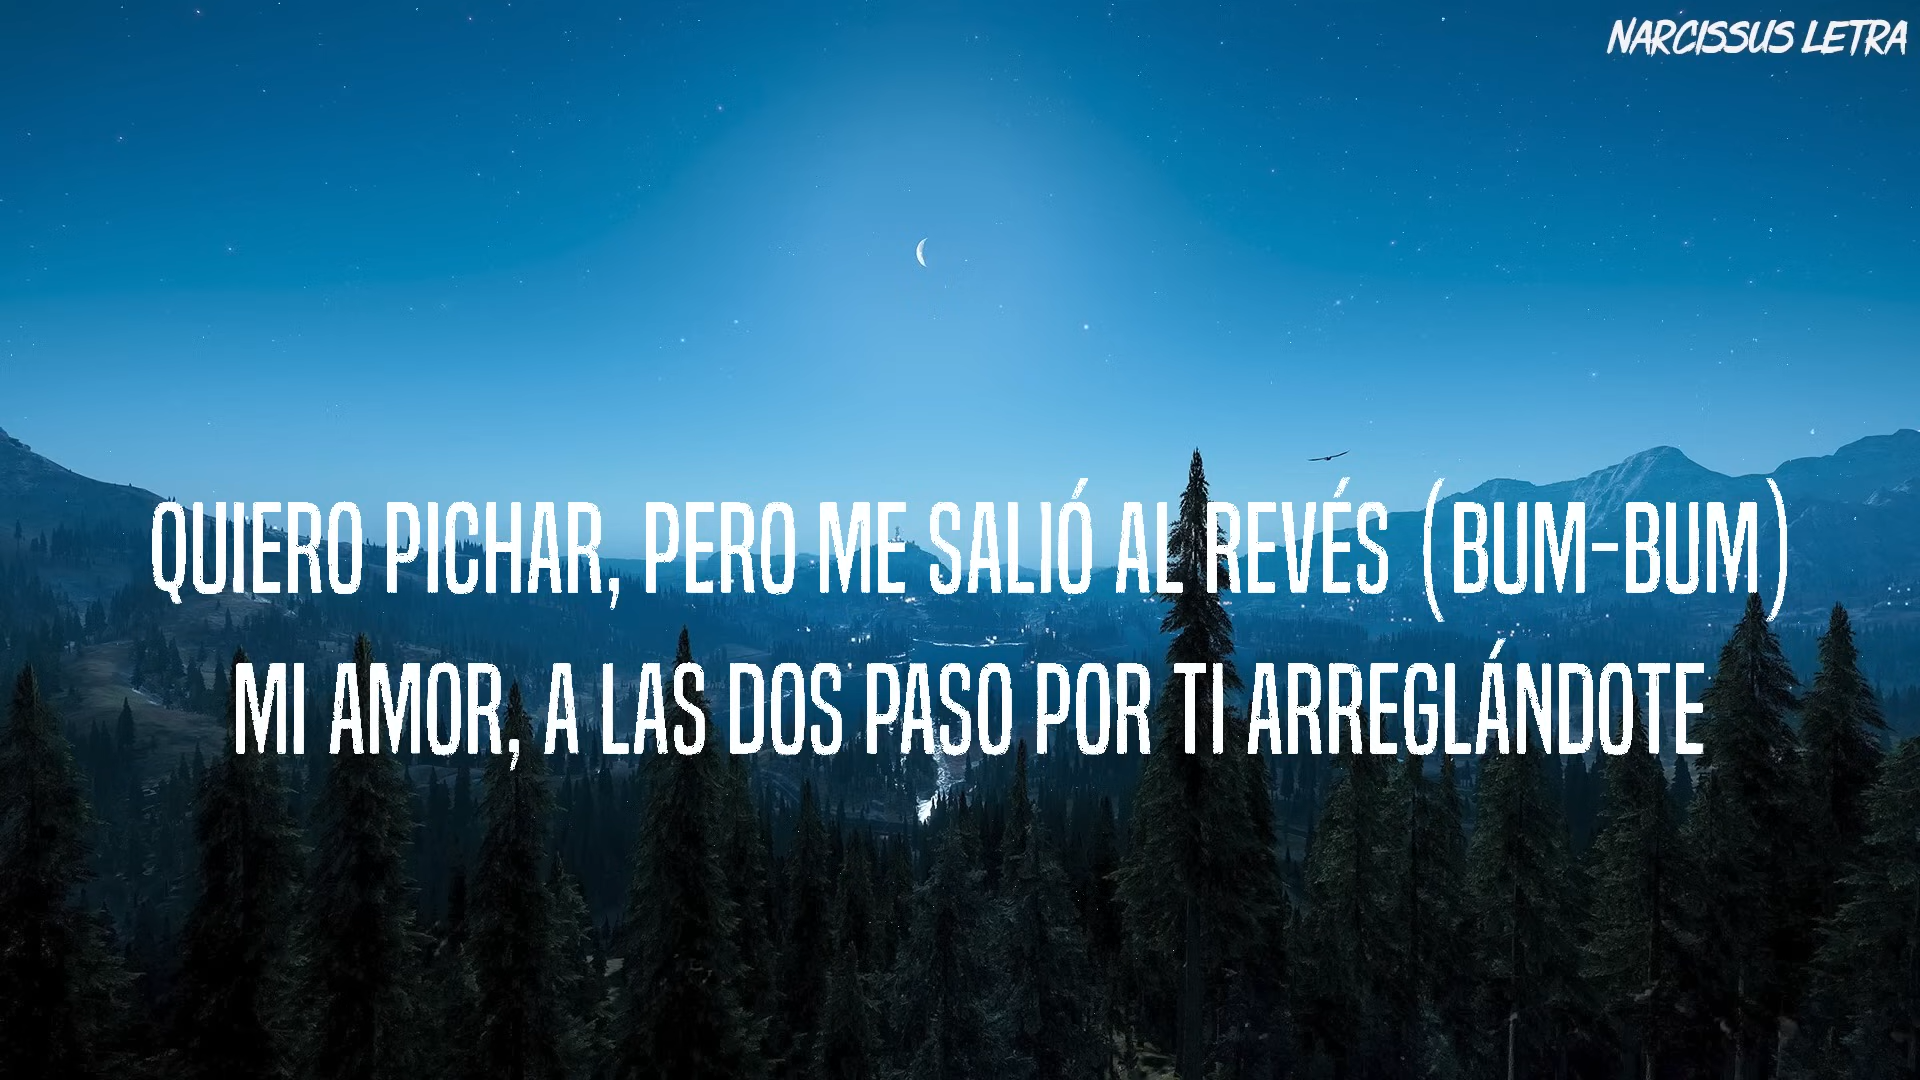 NARCISSUS LETRA
QUIERO PICHAR, PERO ME SALIÓ AL REVÉS (BUM-BUM)
MI AMOR, A LAS DOS PASO POR TI ARREGLÁNDOTE